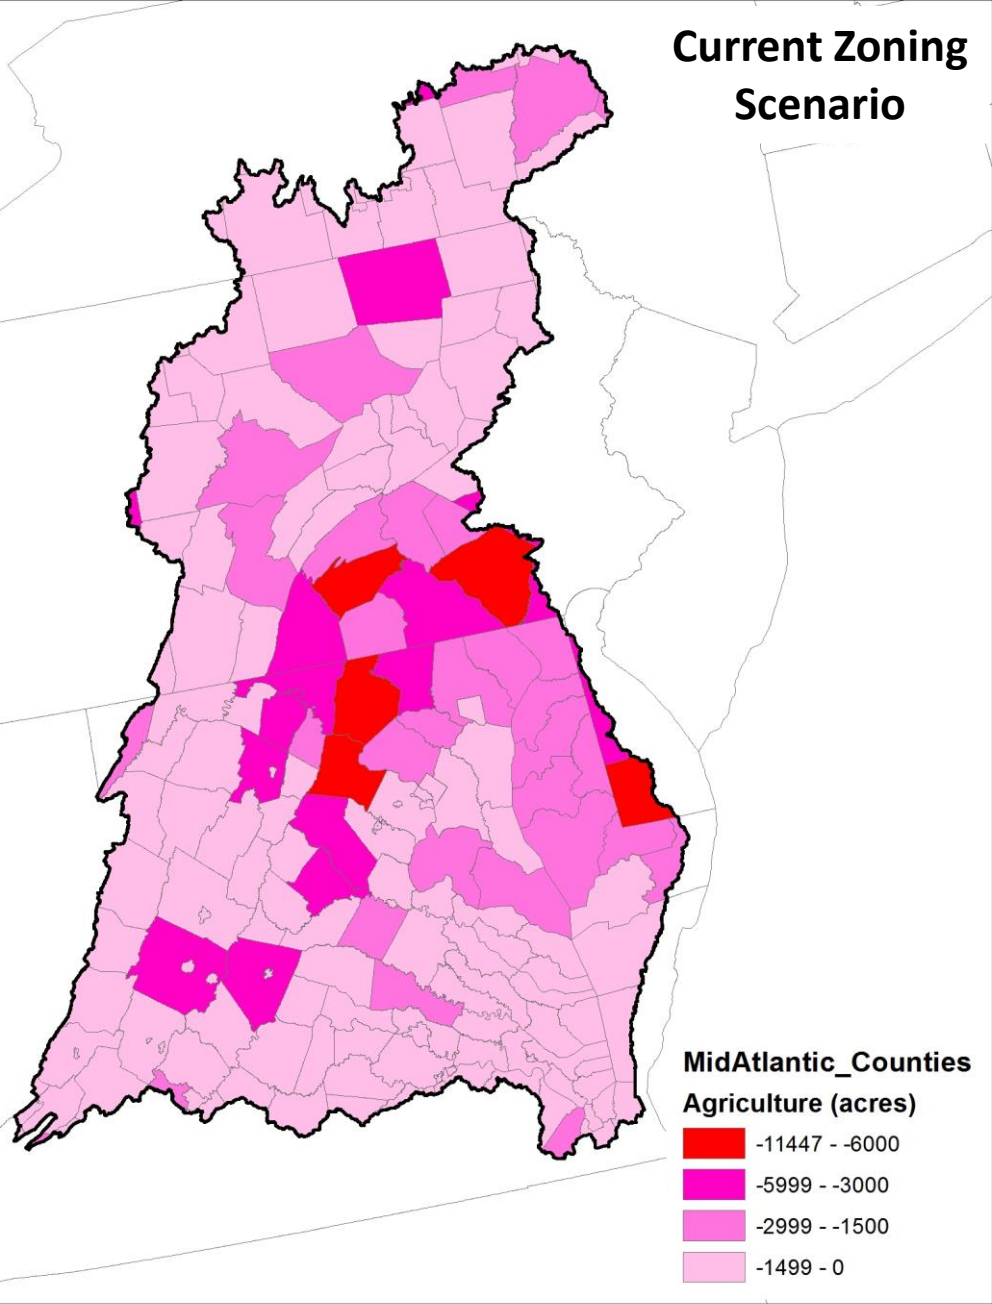 Current Zoning
Scenario
MidAtlantic_Counties
Agriculture (acres)
-11447 - -6000
-5999 - -3000
-2999 - -1500
-1499 - 0